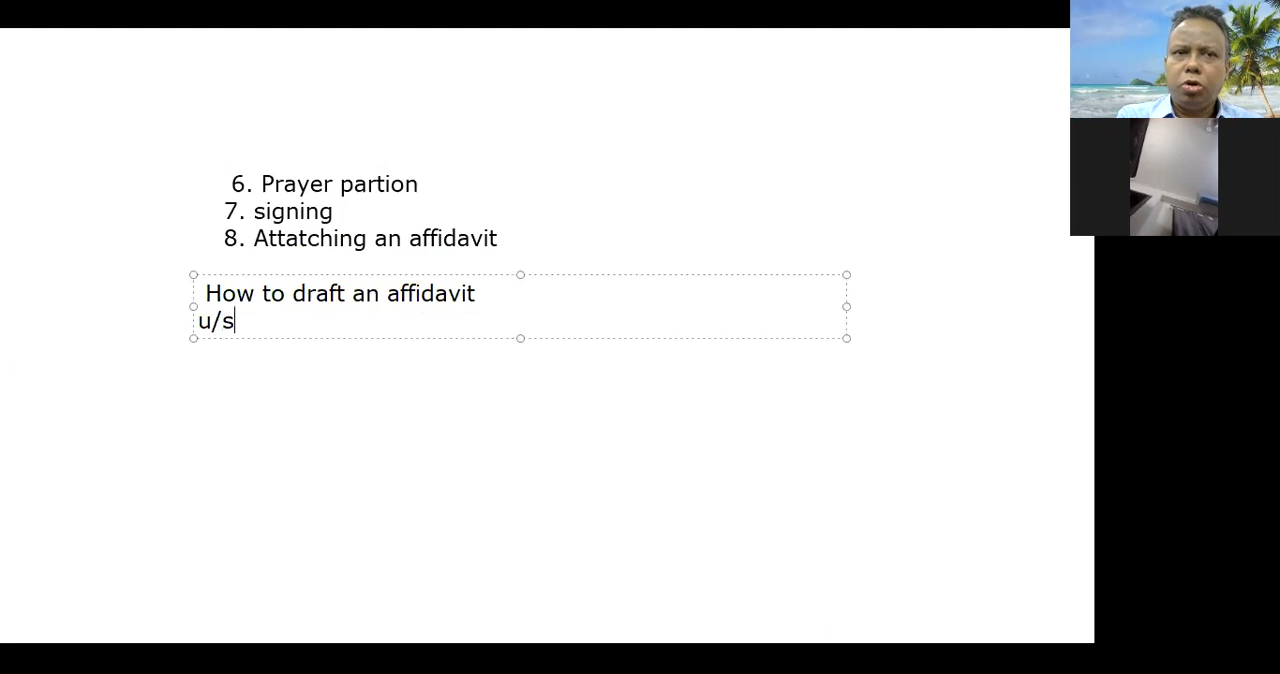 6. Prayer partion
7. signing
8. Attatching an affidavit
How to draft an affidavit
u/s